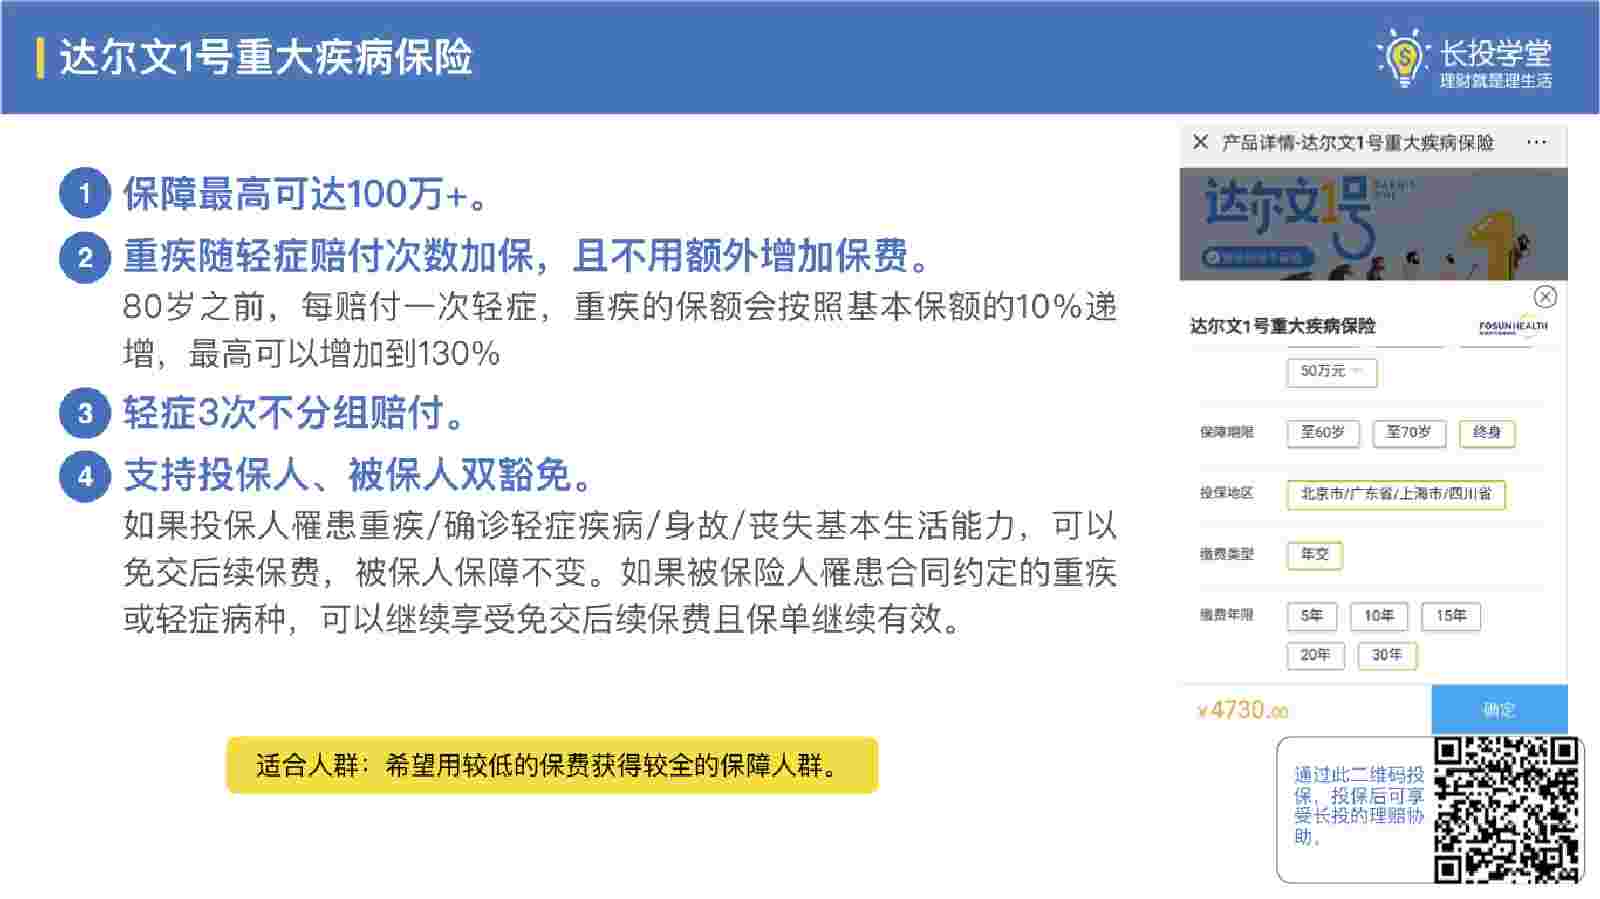 达尔文1号重大疾病保险
长投学堂
理财就是理生活
1 保障最高可达100万+。
2 重疾随轻症赔付次数加保，且不用额外增加保费。
80岁之前，每赔付一次轻症，重疾的保额会按照基本保额的10%递
增，最高可以增加到130%
3 轻症3次不分组赔付。
4 支持投保人、被保人双豁免。
如果投保人罹患重疾/确诊轻症疾病/身故/丧失基本生活能力，可以
免交后续保费，被保人保障不变。如果被保险人罹患合同约定的重疾
或轻症病种，可以继续享受免交后续保费且保单继续有效。
适合人群：希望用较低的保费获得较全的保障人群。
产品详情-达尔文1号重大疾病保险 ···
达尔文1号
达尔文1号重大疾病保险
FOSUN HEALTH
50万元
保障期限 至60岁 至70岁 终身
投保地区 北京市/广东省/上海市/四川省
缴费类型 年交
缴费年限 5年 10年 15年
20年 30年
¥4730.00 确定
通过此二维码投
保，投保后可享
受长投的理赔协
助。